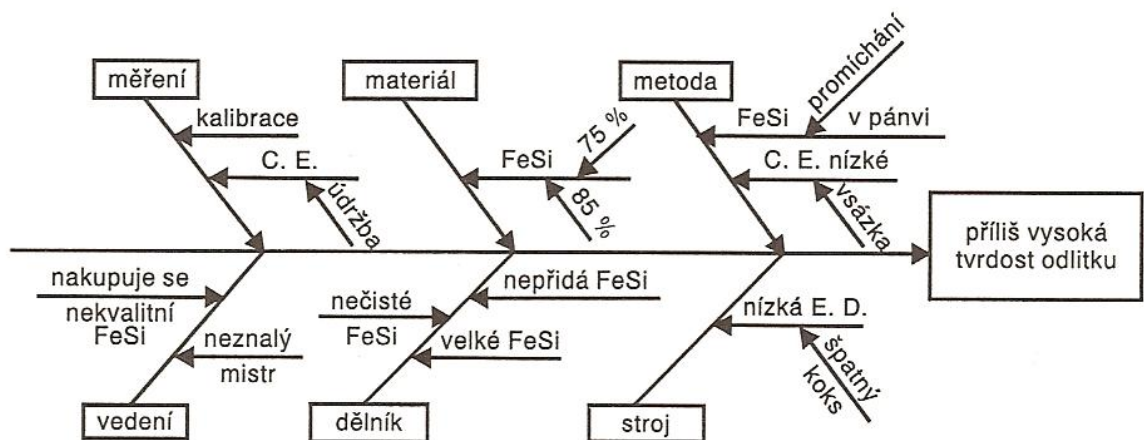 měření
materiál
metoda
promíchání
kalibrace
FeSi
v pánvi
75 %
C. E.
FeSi
C. E. nízké
údržba
85 %
vsázka
příliš vysoká
tvrdost odlitku
nakupuje se
nekvalitní
FeSi
nečisté
FeSi
nepřidá FeSi
nízká E. D.
neznalý
mistr
velké FeSi
špatný
koks
vedení
dělník
stroj